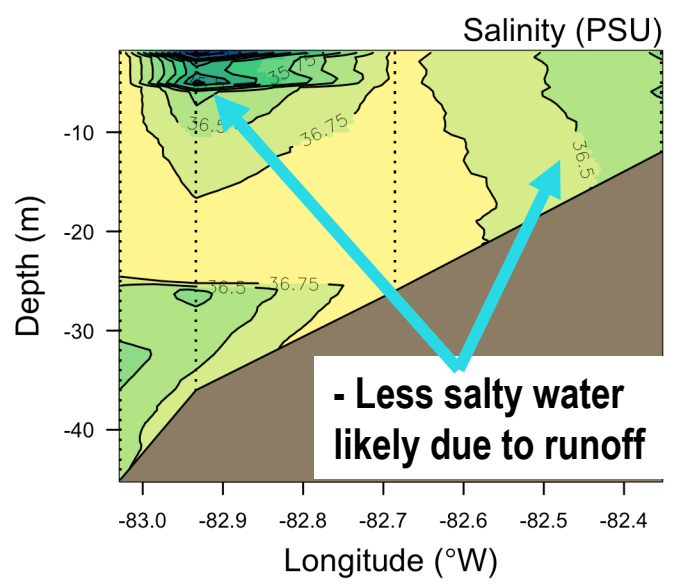 Salinity (PSU)
35.75
36.5
36.75
36.5
36.5
36.75
-10
-20
-30
-40
Depth (m)
- Less salty water
likely due to runoff
-83.0 -82.9 -82.8 -82.7 -82.6 -82.5 -82.4
Longitude (°W)